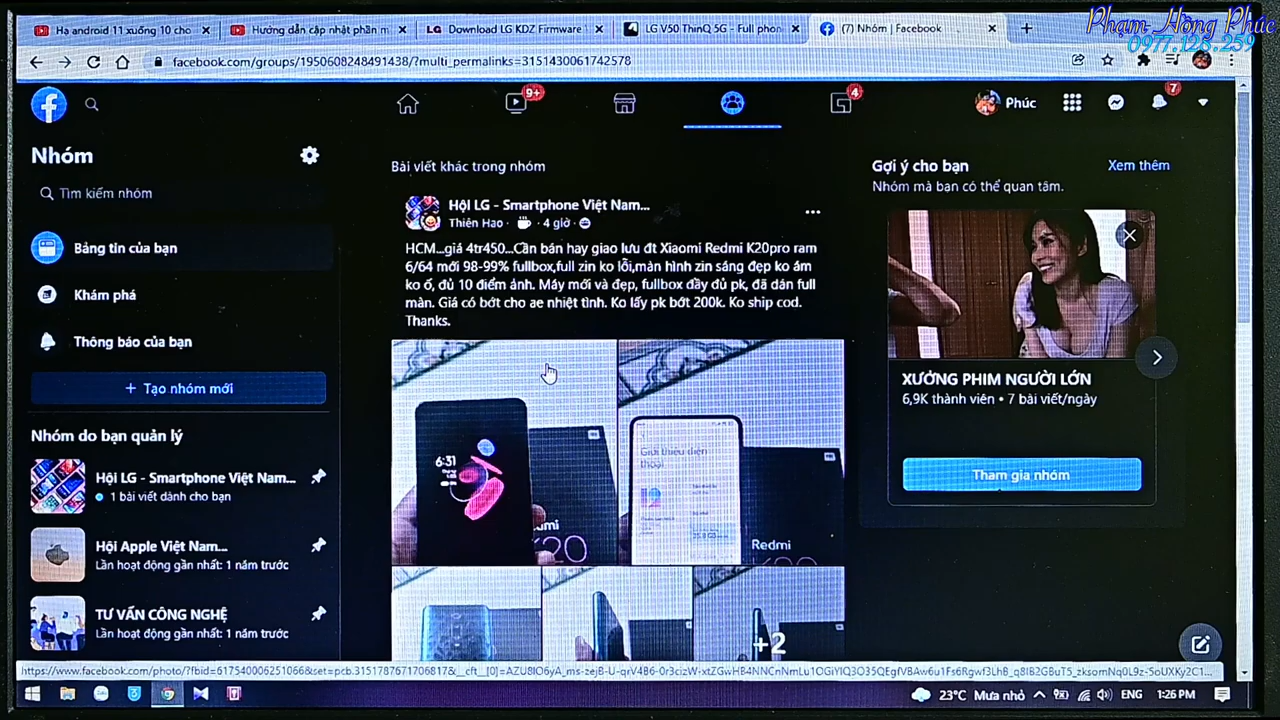 Phạm Hồng Phúc
0977.128.259
Hạ android 11 xuống 10 cho
Hướng dẫn cập nhật phần m
LG Download LG KDZ Firmware
LG V50 ThinQ 5G - Full phon
(7) Nhóm | Facebook
facebook.com/groups/1950608248491438/?multi_permalinks=3151430061742578
9+
4
Phúc
7
Nhóm
Tìm kiếm nhóm
Bảng tin của bạn
Khám phá
Thông báo của bạn
+ Tạo nhóm mới
Nhóm do bạn quản lý
Hội LG - Smartphone Việt Nam...
1 bài viết dành cho bạn
Hội Apple Việt Nam...
Lần hoạt động gần nhất: 1 năm trước
TƯ VẤN CÔNG NGHỆ
Lần hoạt động gần nhất: 1 năm trước
Bài viết khác trong nhóm
Hội LG - Smartphone Việt Nam...
Thiên Hạo · 4 giờ ·
HCM...giá 4tr450...Cần bán hay giao lưu đt Xiaomi Redmi K20pro ram
6/64 mới 98-99% fullbox,full zin ko lỗi,màn hình zin sáng đẹp ko ám
ko ố, đủ 10 điểm ảnh. Máy mới và đẹp, fullbox đầy đủ pk, đã dán full
màn. Giá có bớt cho ae nhiệt tình. Ko lấy pk bớt 200k. Ko ship cod.
Thanks.
6:31
Giới thiệu điện
thoại
Redmi
K20
+2
Gợi ý cho bạn
Xem thêm
Nhóm mà bạn có thể quan tâm.
XƯỞNG PHIM NGƯỜI LỚN
6,9K thành viên • 7 bài viết/ngày
Tham gia nhóm
23°C Mưa nhỏ
ENG
1:26 PM